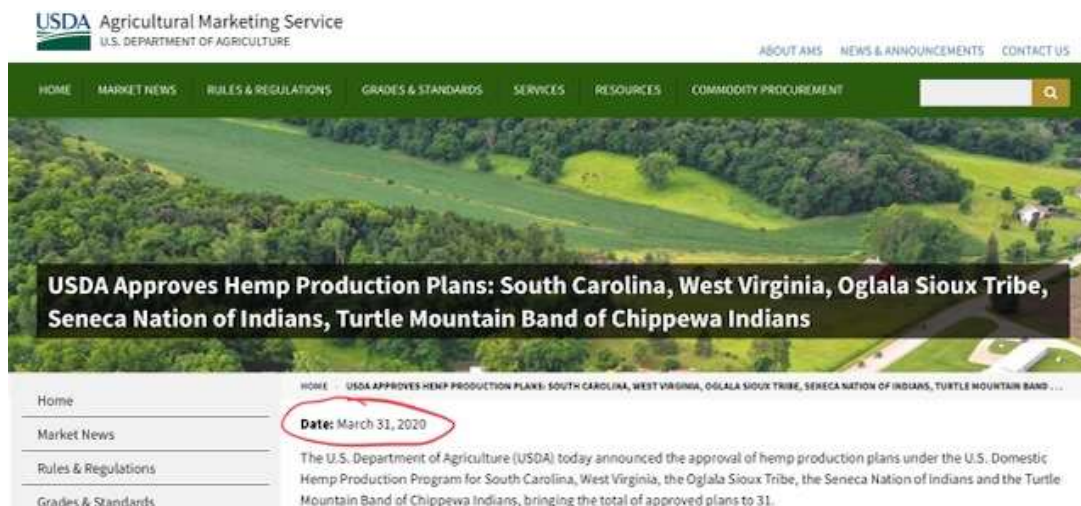 USDA Agricultural Marketing Service
U.S. DEPARTMENT OF AGRICULTURE
ABOUT AMS NEWS & ANNOUNCEMENTS CONTACT US
HOME MARKET NEWS RULES & REGULATIONS GRADES & STANDARDS SERVICES RESOURCES COMMODITY PROCUREMENT
USDA Approves Hemp Production Plans: South Carolina, West Virginia, Oglala Sioux Tribe,
Seneca Nation of Indians, Turtle Mountain Band of Chippewa Indians
HOME USDA APPROVES HEMP PRODUCTION PLANS: SOUTH CAROLINA, WEST VIRGINIA, OGLALA SIOUX TRIBE, SENECA NATION OF INDIANS, TURTLE MOUNTAIN BAND ...
Home
Market News
Rules & Regulations
Grades & Standards
Date: March 31, 2020
The U.S. Department of Agriculture (USDA) today announced the approval of hemp production plans under the U.S. Domestic
Hemp Production Program for South Carolina, West Virginia, the Oglala Sioux Tribe, the Seneca Nation of Indians and the Turtle
Mountain Band of Chippewa Indians, bringing the total of approved plans to 31.